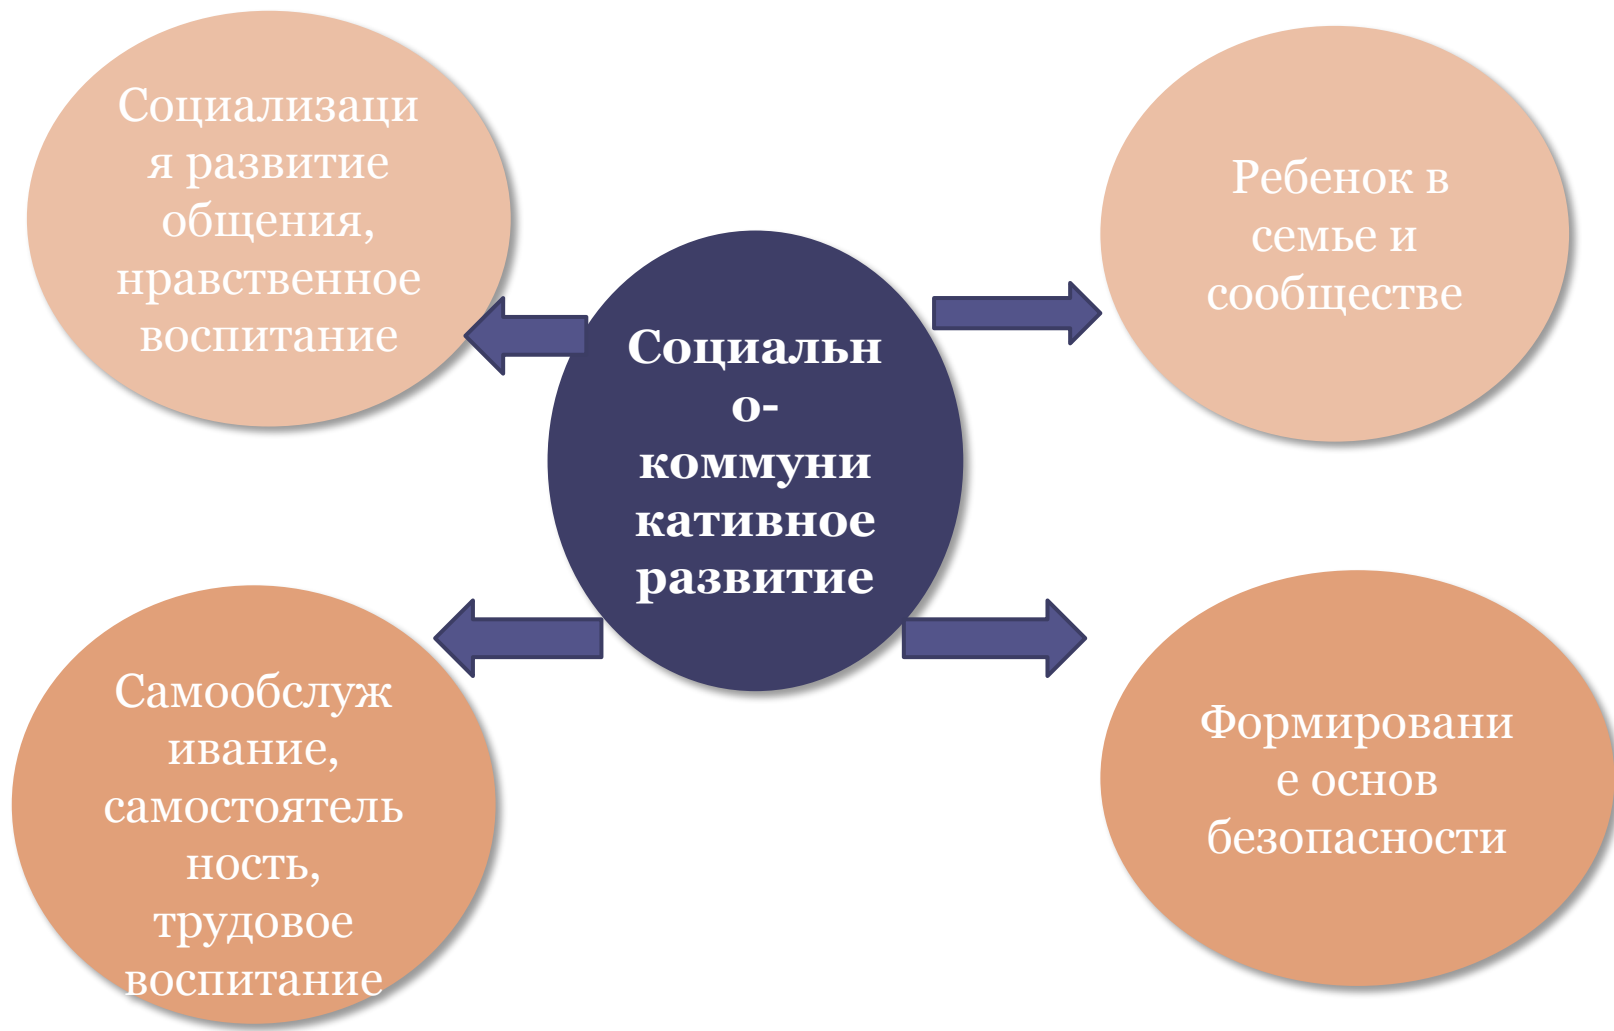 Социализаци
я развитие
общения,
нравственное
воспитание
Ребенок в
семье и
сообществе
Социальн
о-
коммуни
кативное
развитие
Самообслуж
ивание,
самостоятель
ность,
трудовое
воспитание
Формировани
е основ
безопасности